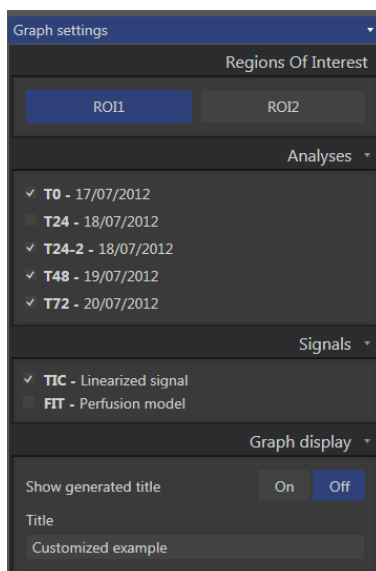 Graph settings
Regions Of Interest
ROI1 ROI2
Analyses
T0 - 17/07/2012
T24 - 18/07/2012
T24-2 - 18/07/2012
T48 - 19/07/2012
T72 - 20/07/2012
Signals
TIC - Linearized signal
FIT - Perfusion model
Graph display
Show generated title On Off
Title
Customized example